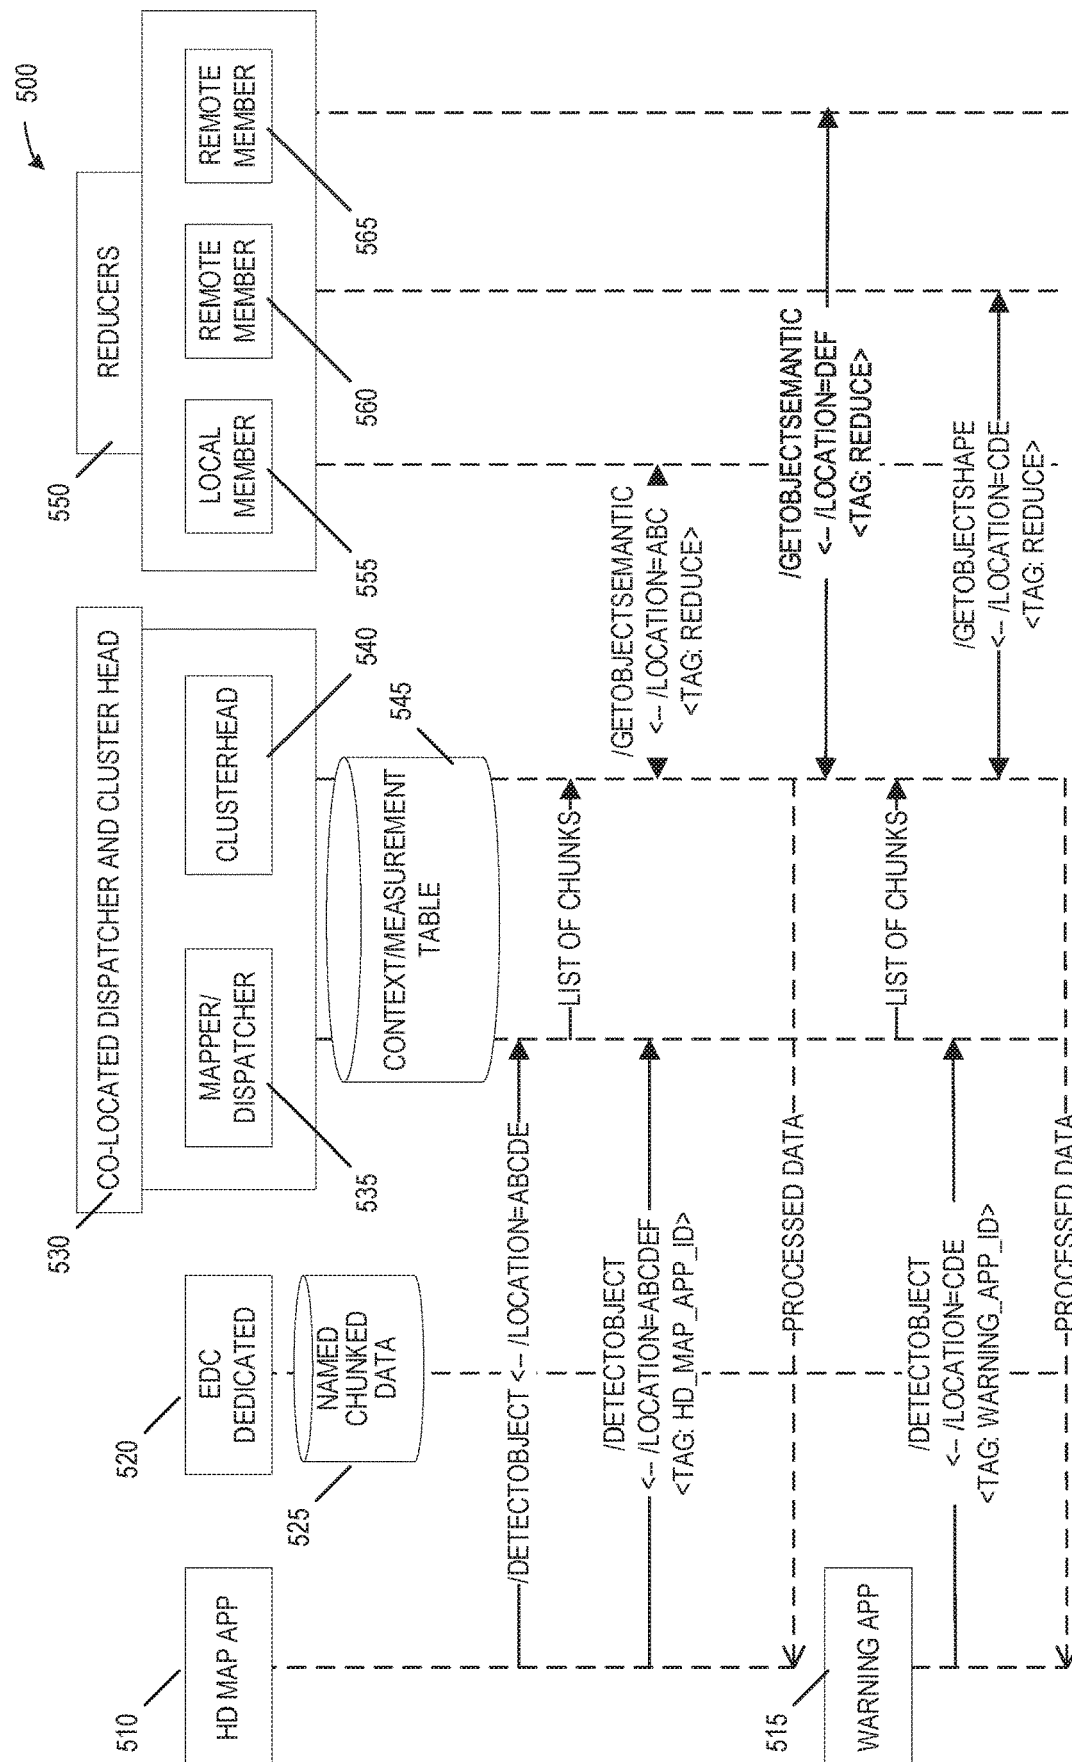 500
REDUCERS
550
LOCAL
MEMBER
555
REMOTE
MEMBER
560
REMOTE
MEMBER
565
CO-LOCATED DISPATCHER AND CLUSTER HEAD
530
MAPPER/
DISPATCHER
535
CLUSTERHEAD
540
CONTEXT/MEASUREMENT
TABLE
545
EDC
DEDICATED
520
NAMED
CHUNKED
DATA
525
HD MAP APP
510
/DETECTOBJECT <-- /LOCATION=ABCDE
/DETECTOBJECT
<-- /LOCATION=ABCDEF
<TAG: HD_MAP_APP_ID>
LIST OF CHUNKS
/GETOBJECTSEMANTIC
<-- /LOCATION=ABC
<TAG: REDUCE>
/GETOBJECTSEMANTIC
<-- /LOCATION=DEF
<TAG: REDUCE>
PROCESSED DATA
WARNING APP
515
/DETECTOBJECT
<-- /LOCATION=CDE
<TAG: WARNING_APP_ID>
LIST OF CHUNKS
/GETOBJECTSHAPE
<-- /LOCATION=CDE
<TAG: REDUCE>
PROCESSED DATA